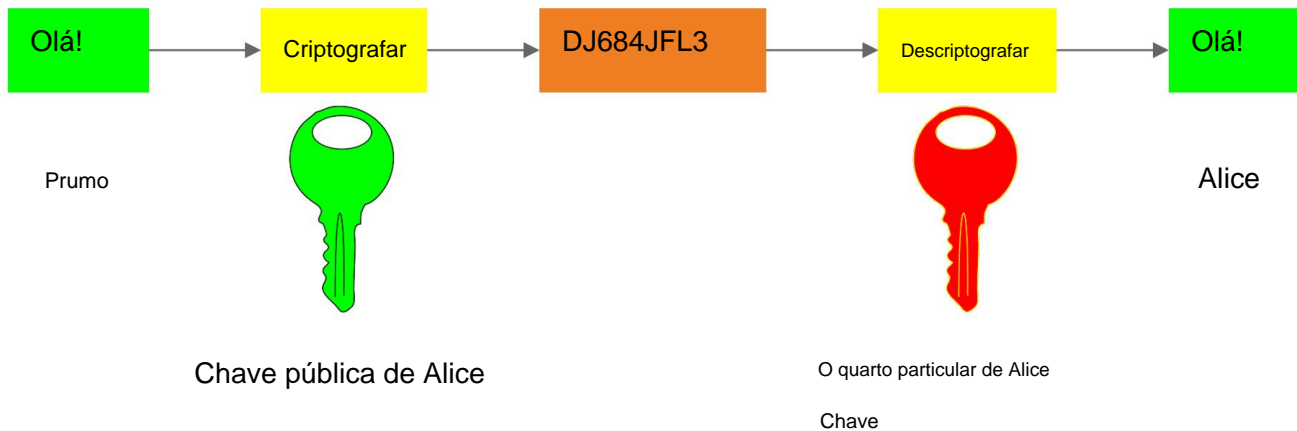 Olá!
Criptografar
DJ684JFL3
Descriptografar
Olá!
Prumo
Alice
Chave pública de Alice
O quarto particular de Alice
Chave